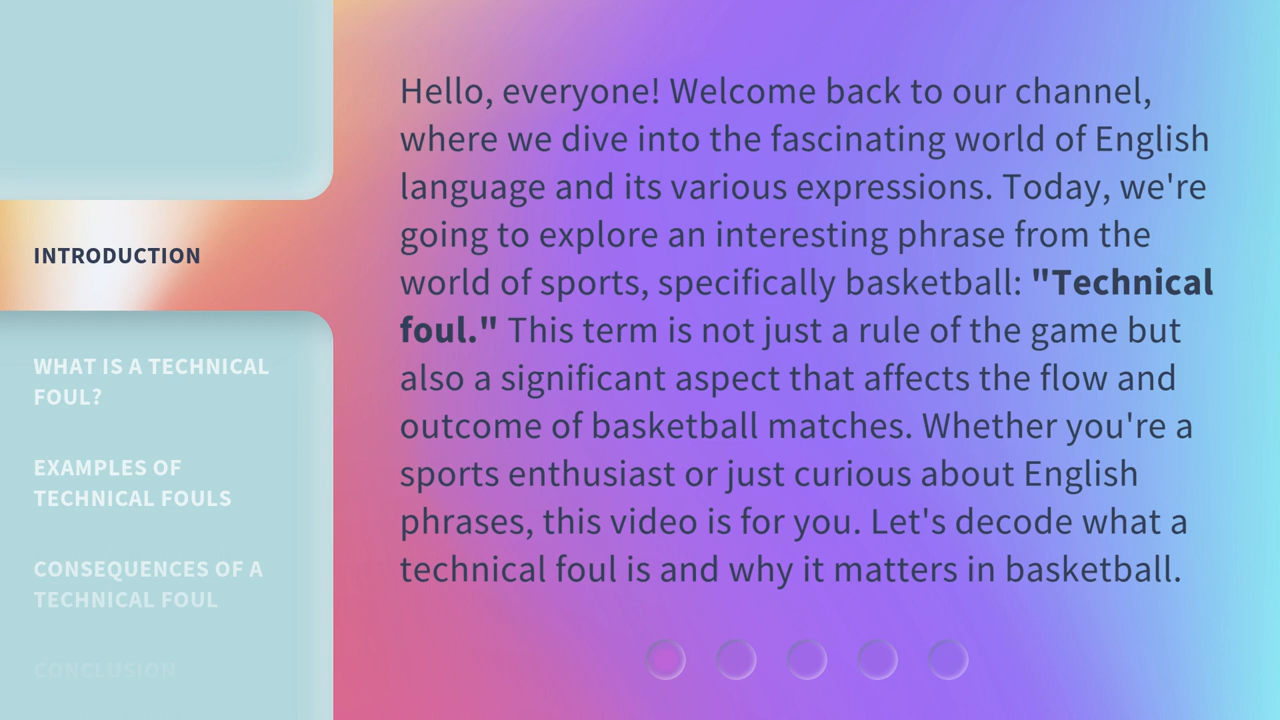 INTRODUCTION
WHAT IS A TECHNICAL
FOUL?
EXAMPLES OF
TECHNICAL FOULS
CONSEQUENCES OF A
TECHNICAL FOUL
CONCLUSION
Hello, everyone! Welcome back to our channel,
where we dive into the fascinating world of English
language and its various expressions. Today, we're
going to explore an interesting phrase from the
world of sports, specifically basketball: "Technical
foul." This term is not just a rule of the game but
also a significant aspect that affects the flow and
outcome of basketball matches. Whether you're a
sports enthusiast or just curious about English
phrases, this video is for you. Let's decode what a
technical foul is and why it matters in basketball.